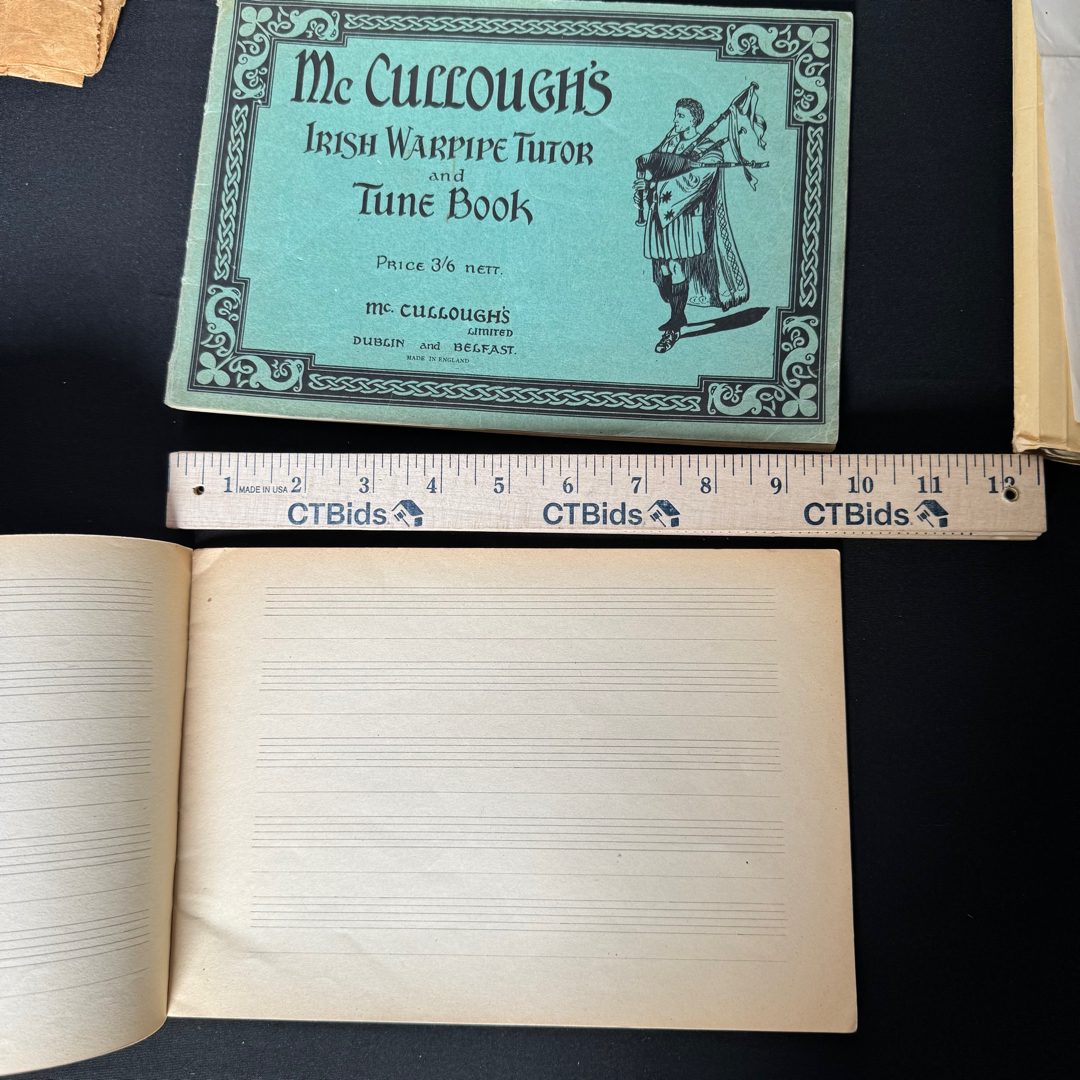 Mc CULLOUGH'S
IRISH WARPIPE TUTOR
and
TUNE BOOK
PRICE 3/6 NETT.
Mc. CULLOUGH'S
LIMITED
DUBLIN and BELFAST.
MADE IN ENGLAND
1 MADE IN USA 2 3 4 5 6 7 8 9 10 11 12
CTBids CTBids CTBids